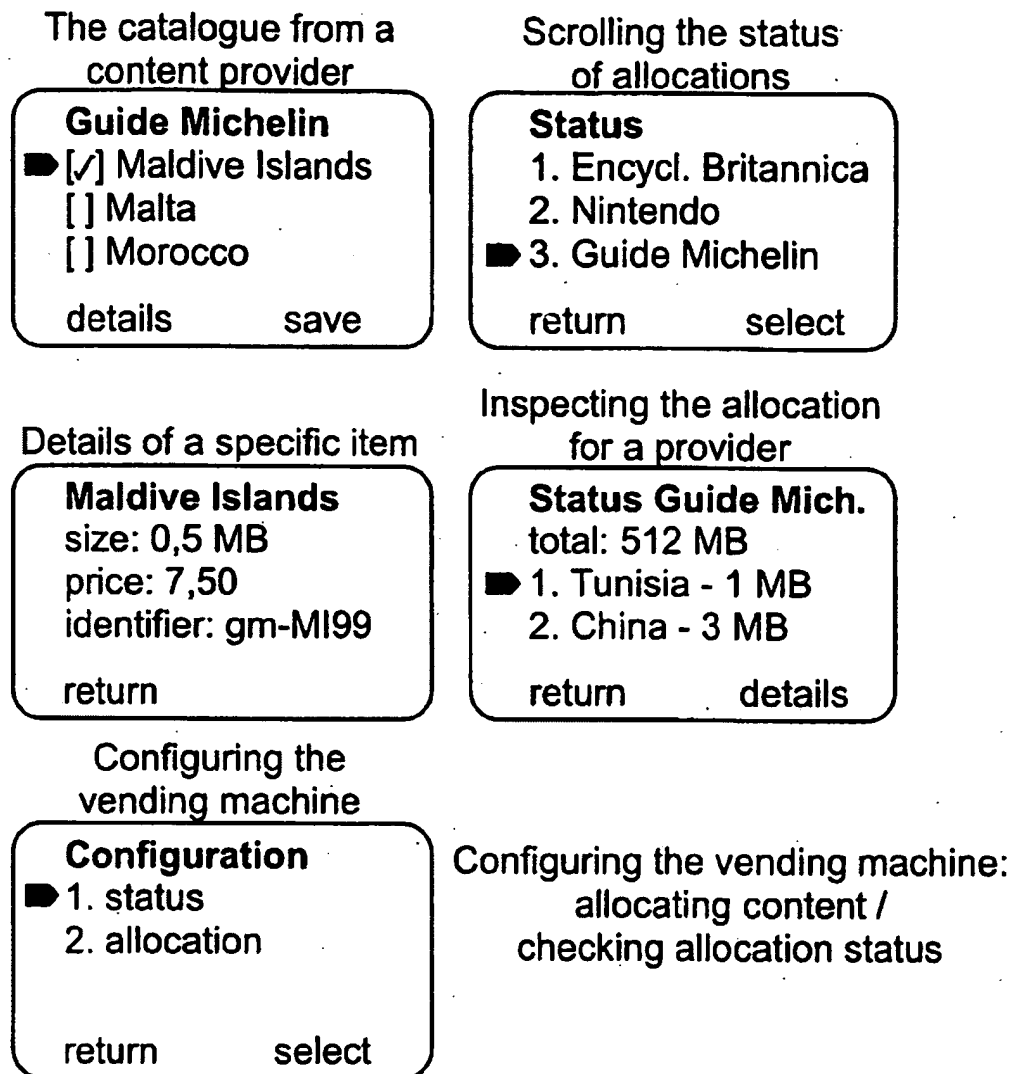 The catalogue from a
content provider
Guide Michelin
[✓] Maldive Islands
[ ] Malta
[ ] Morocco
details save
Scrolling the status
of allocations
Status
1. Encycl. Britannica
2. Nintendo
3. Guide Michelin
return select
Details of a specific item
Maldive Islands
size: 0,5 MB
price: 7,50
identifier: gm-MI99
return
Inspecting the allocation
for a provider
Status Guide Mich.
total: 512 MB
1. Tunisia - 1 MB
2. China - 3 MB
return details
Configuring the
vending machine
Configuration
1. status
2. allocation
return select
Configuring the vending machine:
allocating content /
checking allocation status